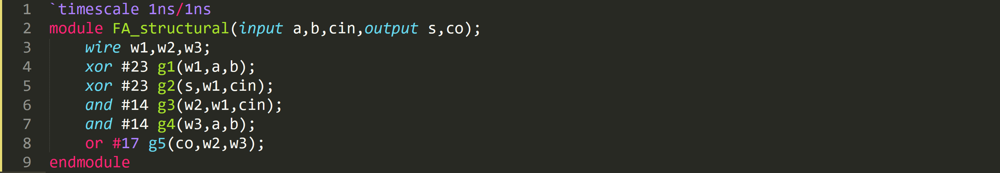 1 `timescale 1ns/1ns
2 module FA_structural(input a,b,cin,output s,co);
3 wire w1,w2,w3;
4 xor #23 g1(w1,a,b);
5 xor #23 g2(s,w1,cin);
6 and #14 g3(w2,w1,cin);
7 and #14 g4(w3,a,b);
8 or #17 g5(co,w2,w3);
9 endmodule